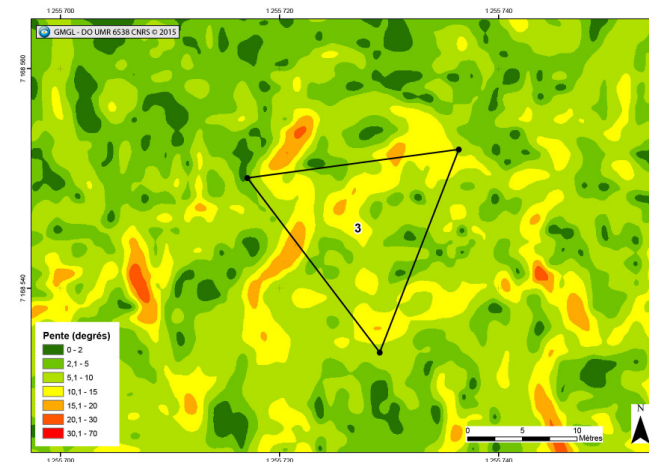 1 255 700
1 255 720
1 255 740
GMGL - DO UMR 6538 CNRS © 2015
7 168 560
3
7 168 540
Pente (degrés)
0 - 2
2,1 - 5
5,1 - 10
10,1 - 15
15,1 - 20
20,1 - 30
30,1 - 70
N
0 5 10
Mètres
1 255 700
1 255 720
1 255 740